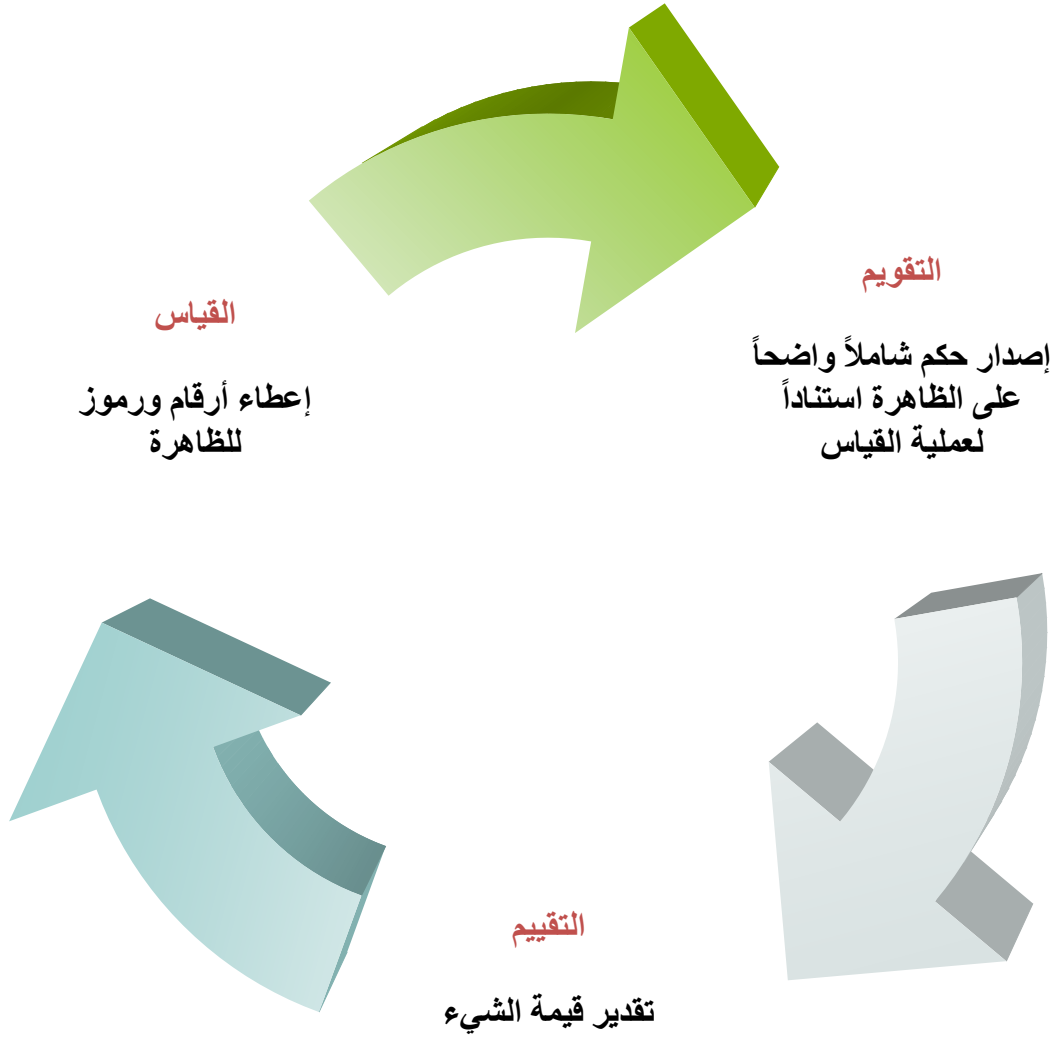 التقويم
إصدار حكم شاملاً واضحاً
على الظاهرة استناداً
لعملية القياس
القياس
إعطاء أرقام ورموز
للظاهرة
التقييم
تقدير قيمة الشيء